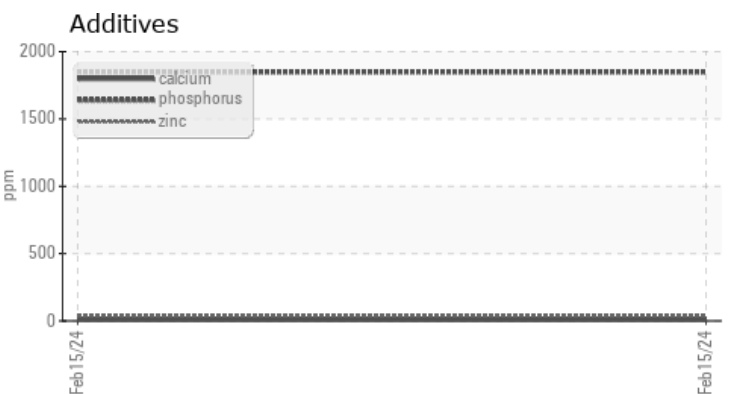 Additives
2000
calcium
phosphorus
1500
zinc
ppm
1000
500
0
Feb15/24
Feb15/24